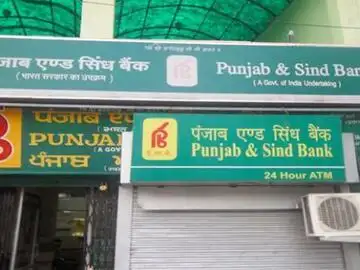 ंजाब एण्ड सिंध बैंक
(भारत सरकार का उपक्रम)
Punjab & Sind Ban
(A Govt. of India Undertaking)
पंजाब ए
PUNJA
ਪੰਜਾਬ
पंजाब एण्ड सिंध बैंक
Punjab & Sind Bank
24 Hour ATM